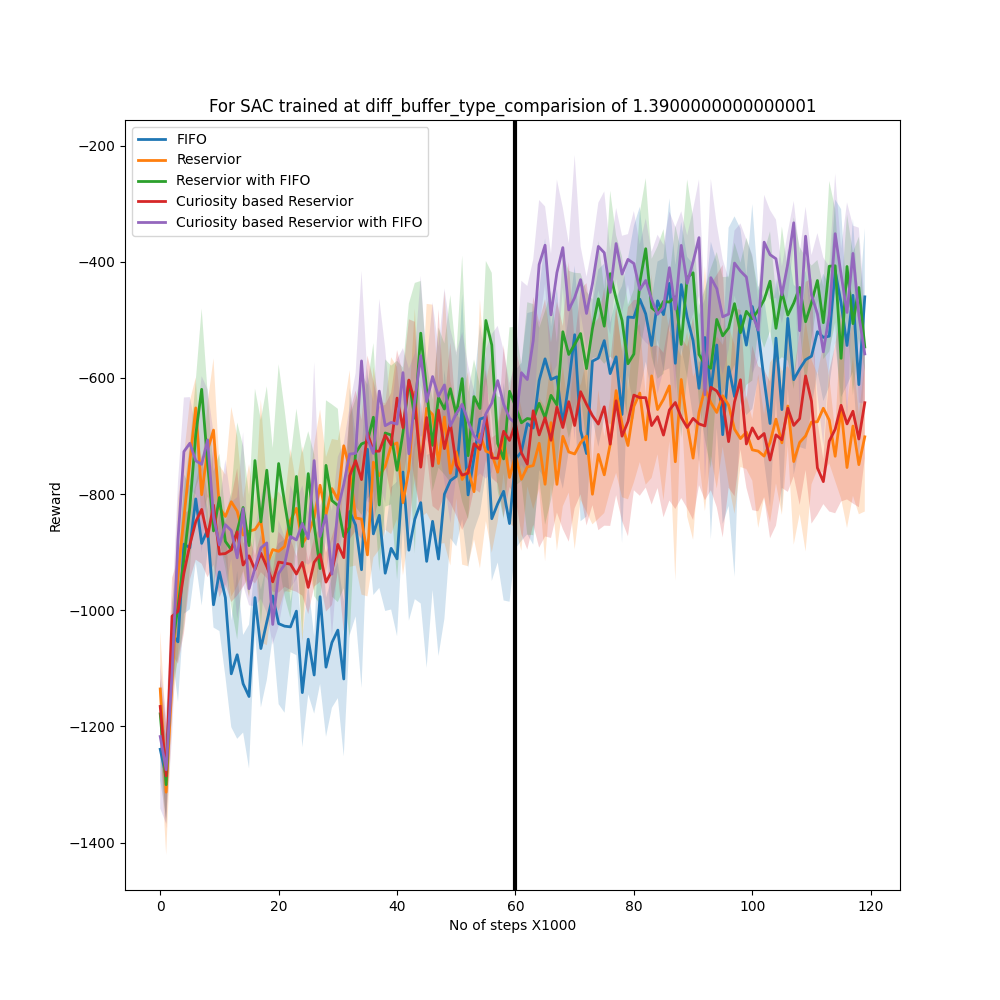 For SAC trained at diff_buffer_type_comparision of 1.3900000000000001
FIFO
Reservior
Reservior with FIFO
Curiosity based Reservior
Curiosity based Reservior with FIFO
−200
−400
−600
−800
−1000
−1200
−1400
Reward
0 20 40 60 80 100 120
No of steps X1000